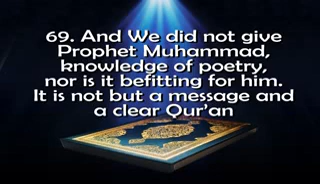 69. And We did not give
Prophet Muhammad,
knowledge of poetry,
nor is it befitting for him.
It is not but a message and
a clear Qur'an